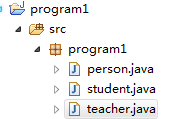 program1
src
program1
person.java
student.java
teacher.java